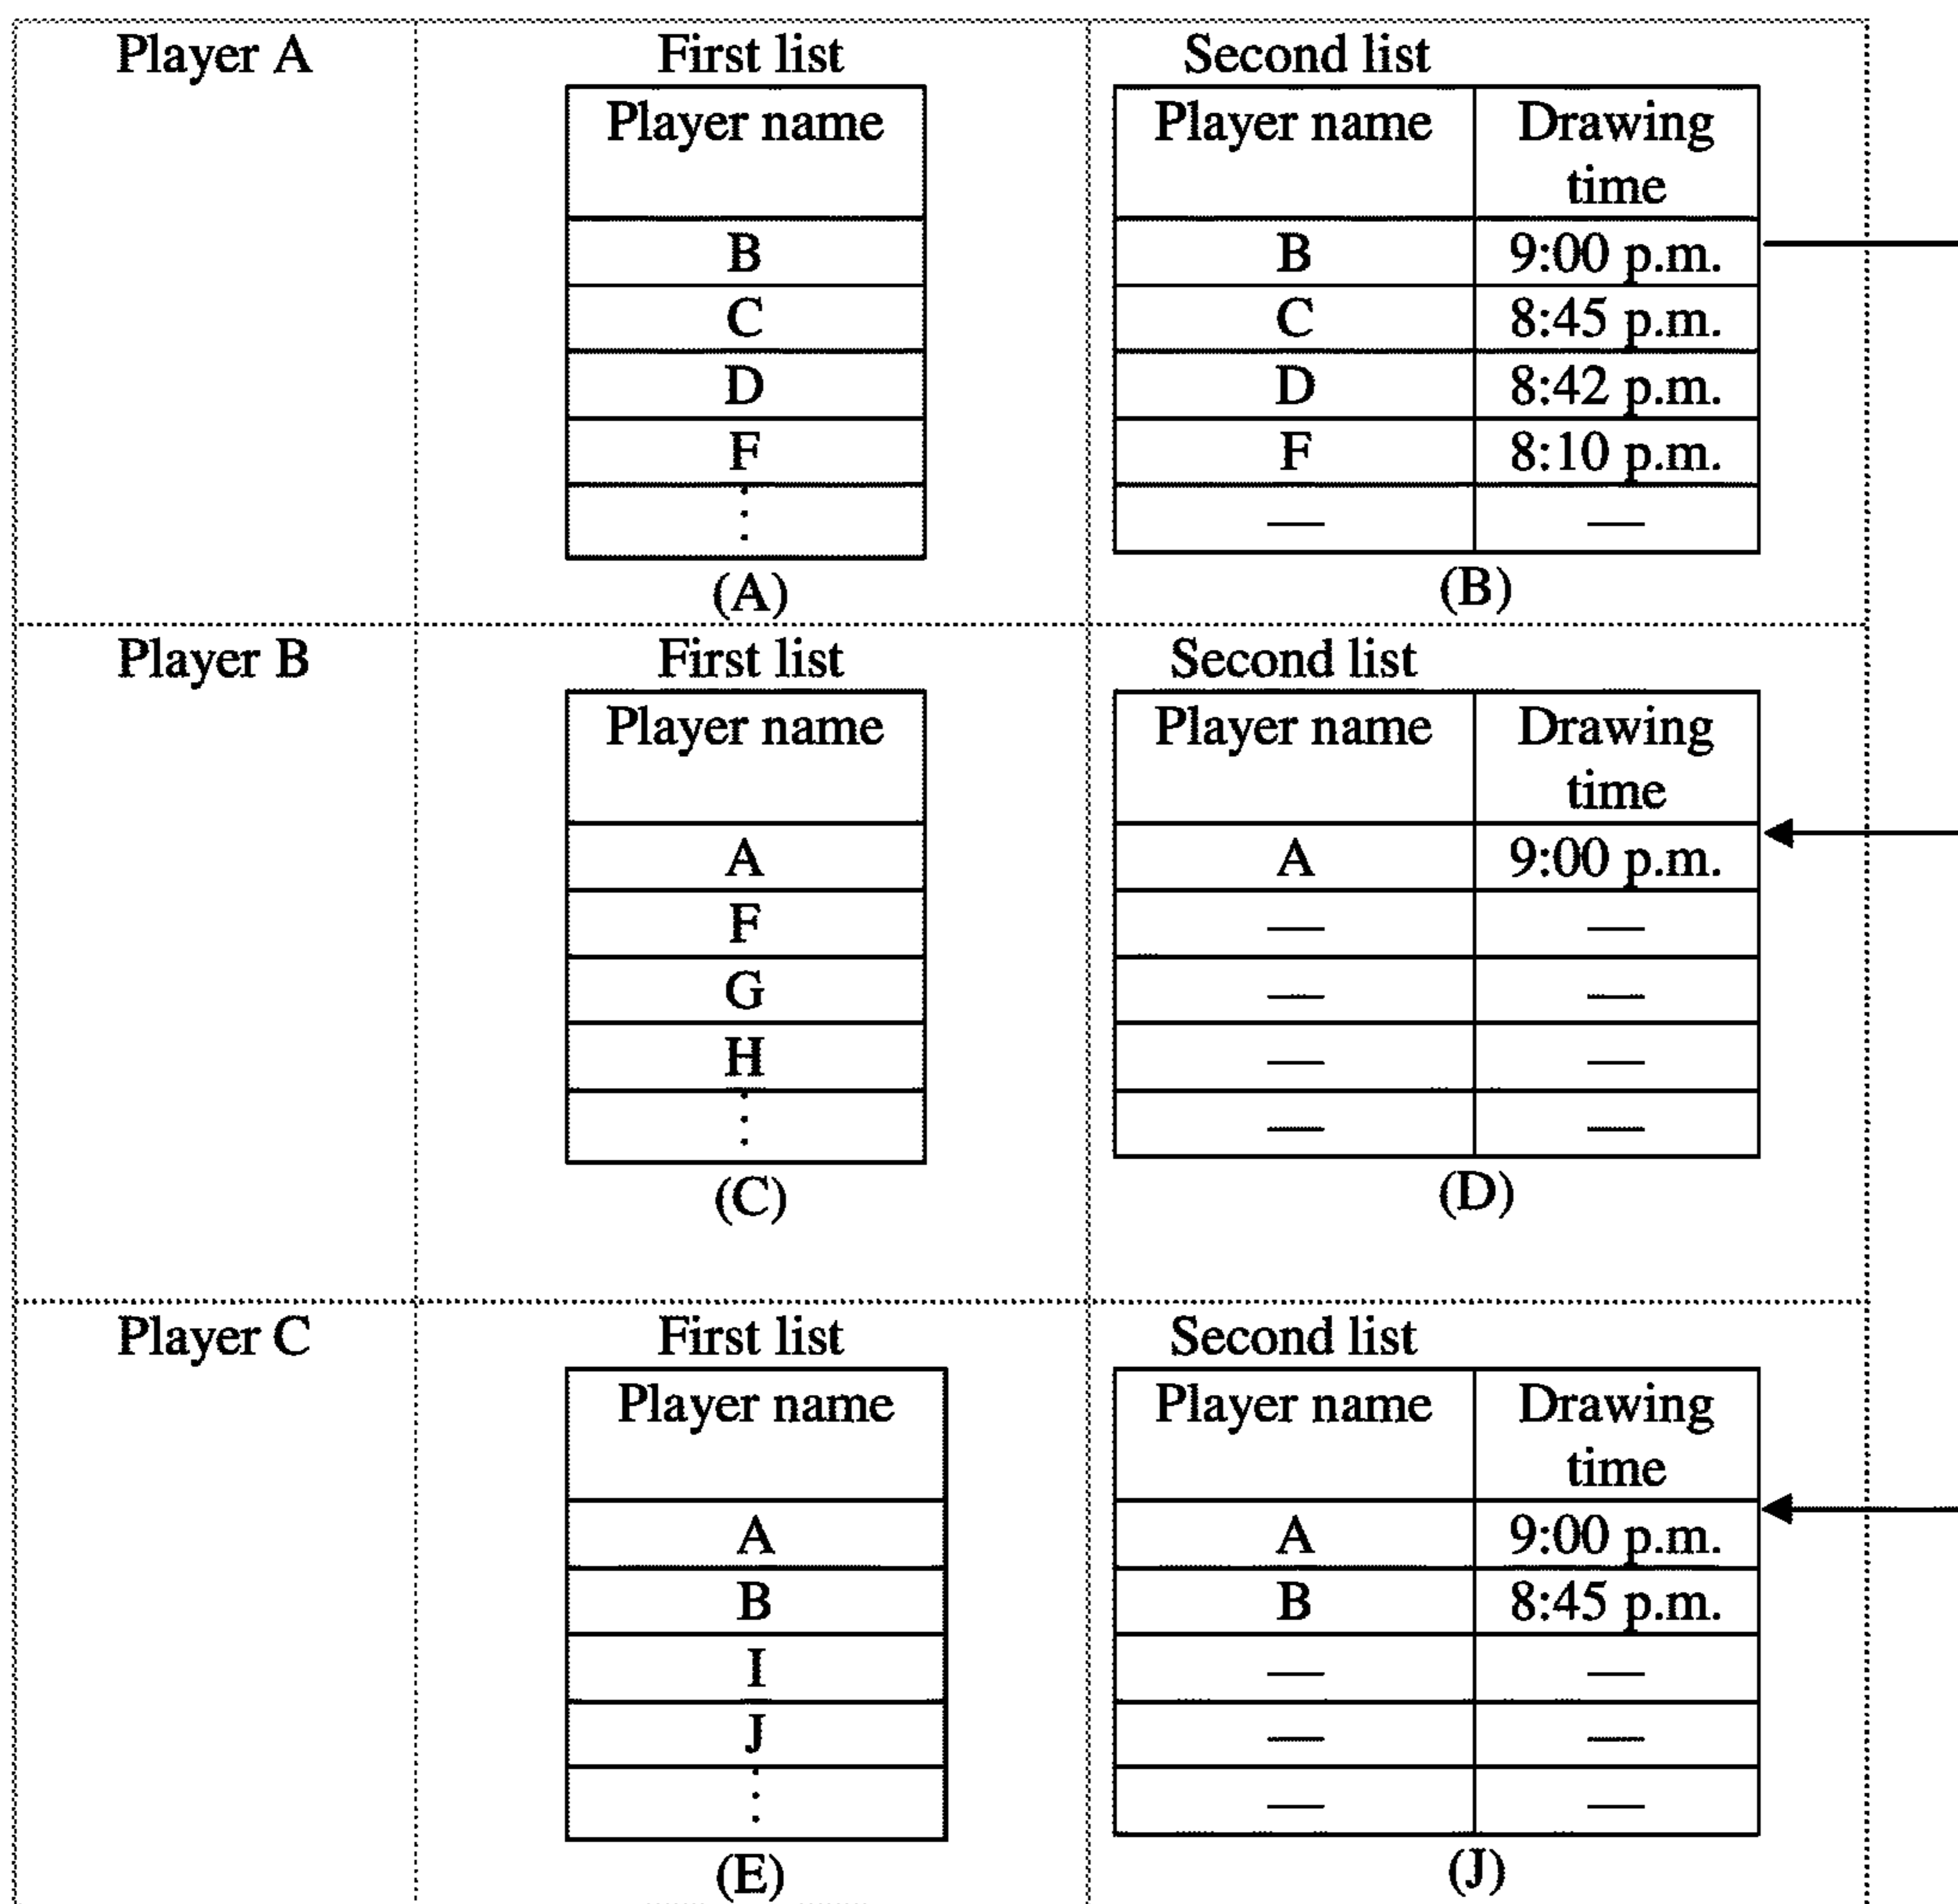 Player A
First list
Player name
B
C
D
F
⋮
(A)
Second list
Player name Drawing time
B 9:00 p.m.
C 8:45 p.m.
D 8:42 p.m.
F 8:10 p.m.
— —
(B)
Player B
First list
Player name
A
F
G
H
⋮
(C)
Second list
Player name Drawing time
A 9:00 p.m.
— —
— —
— —
— —
(D)
Player C
First list
Player name
A
B
I
J
⋮
(E)
Second list
Player name Drawing time
A 9:00 p.m.
B 8:45 p.m.
— —
— —
— —
(J)